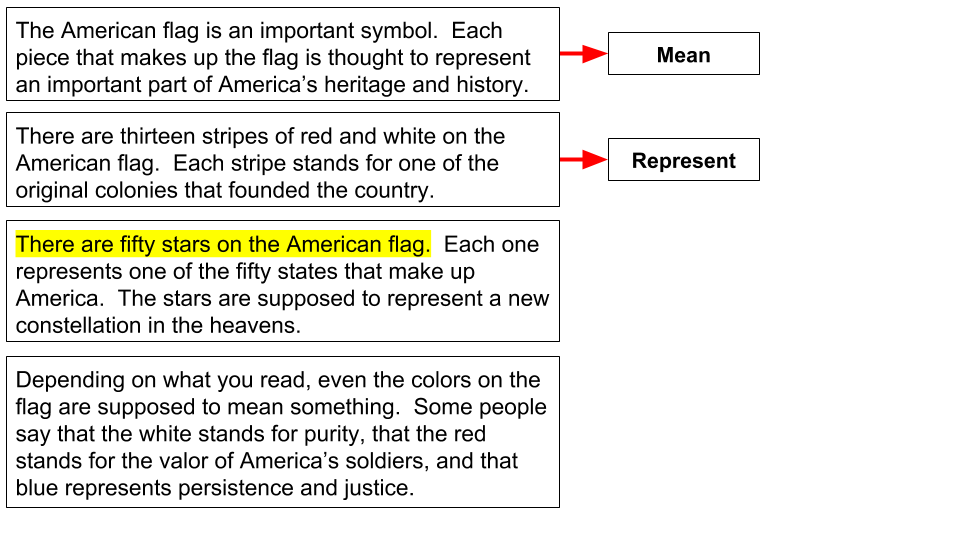 The American flag is an important symbol.  Each
piece that makes up the flag is thought to represent
an important part of America’s heritage and history.
Mean
There are thirteen stripes of red and white on the
American flag.  Each stripe stands for one of the
original colonies that founded the country.
Represent
There are fifty stars on the American flag.  Each one
represents one of the fifty states that make up
America.  The stars are supposed to represent a new
constellation in the heavens.
Depending on what you read, even the colors on the
flag are supposed to mean something.  Some people
say that the white stands for purity, that the red
stands for the valor of America’s soldiers, and that
blue represents persistence and justice.